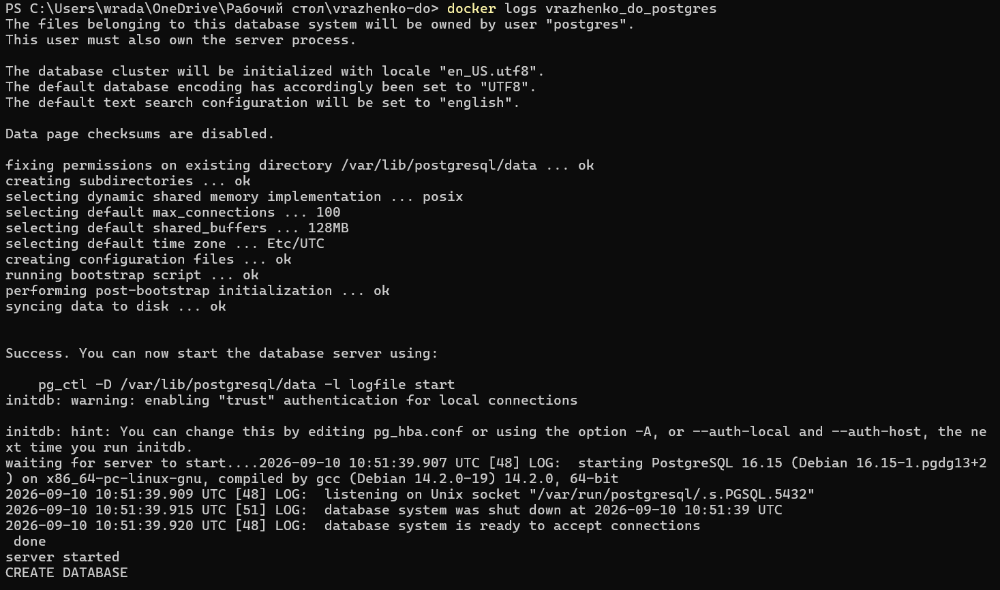 PS C:\Users\wrada\OneDrive\Рабочий стол\vrazhenko-do> docker logs vrazhenko_do_postgres
The files belonging to this database system will be owned by user "postgres".
This user must also own the server process.

The database cluster will be initialized with locale "en_US.utf8".
The default database encoding has accordingly been set to "UTF8".
The default text search configuration will be set to "english".

Data page checksums are disabled.

fixing permissions on existing directory /var/lib/postgresql/data ... ok
creating subdirectories ... ok
selecting dynamic shared memory implementation ... posix
selecting default max_connections ... 100
selecting default shared_buffers ... 128MB
selecting default time zone ... Etc/UTC
creating configuration files ... ok
running bootstrap script ... ok
performing post-bootstrap initialization ... ok
syncing data to disk ... ok


Success. You can now start the database server using:

    pg_ctl -D /var/lib/postgresql/data -l logfile start
initdb: warning: enabling "trust" authentication for local connections

initdb: hint: You can change this by editing pg_hba.conf or using the option -A, or --auth-local and --auth-host, the ne
xt time you run initdb.
waiting for server to start....2026-09-10 10:51:39.907 UTC [48] LOG:  starting PostgreSQL 16.15 (Debian 16.15-1.pgdg13+2
) on x86_64-pc-linux-gnu, compiled by gcc (Debian 14.2.0-19) 14.2.0, 64-bit
2026-09-10 10:51:39.909 UTC [48] LOG:  listening on Unix socket "/var/run/postgresql/.s.PGSQL.5432"
2026-09-10 10:51:39.915 UTC [51] LOG:  database system was shut down at 2026-09-10 10:51:39 UTC
2026-09-10 10:51:39.920 UTC [48] LOG:  database system is ready to accept connections
 done
server started
CREATE DATABASE